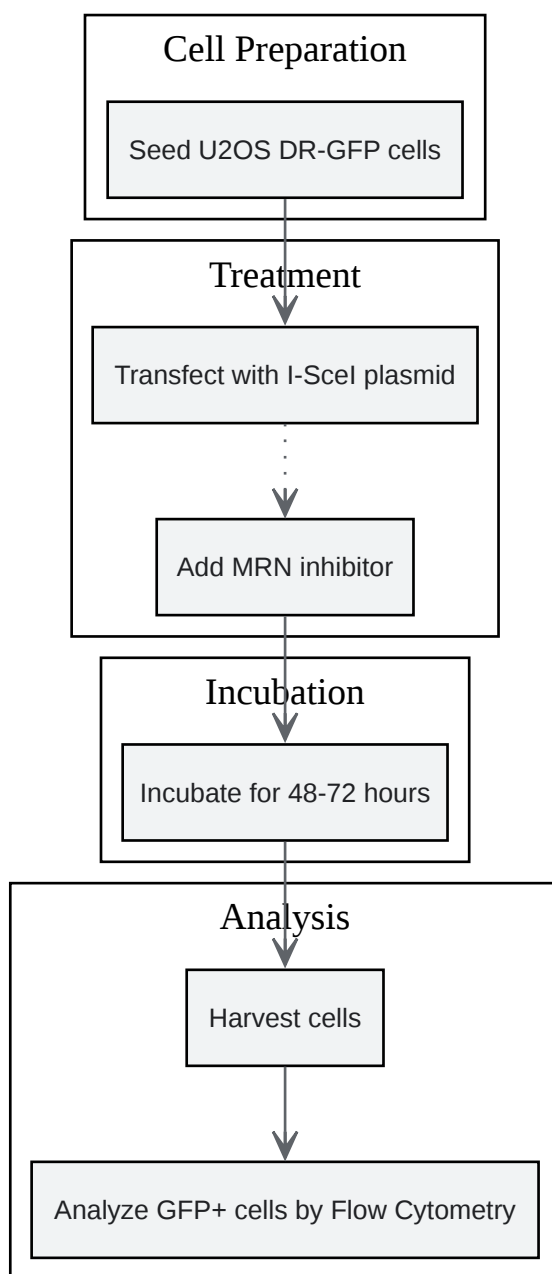 Cell Preparation
Seed U2OS DR-GFP cells
Treatment
Transfect with I-SceI plasmid
Add MRN inhibitor
Incubation
Incubate for 48-72 hours
Analysis
Harvest cells
Analyze GFP+ cells by Flow Cytometry